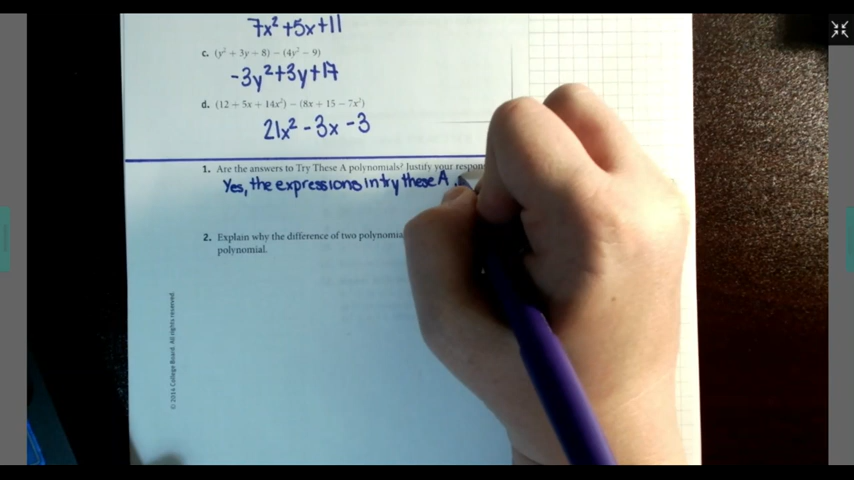 7x² + 5x + 11
c. (y² + 3y + 8) − (4y² − 9)
-3y² + 3y + 17
d. (12 + 5x + 14x²) − (8x + 15 − 7x²)
21x² - 3x - 3
1. Are the answers to Try These A polynomials? Justify your
Yes, the expressions in try these A
2. Explain why the difference of two
polynomial.
© 2014 College Board. All rights reserved.